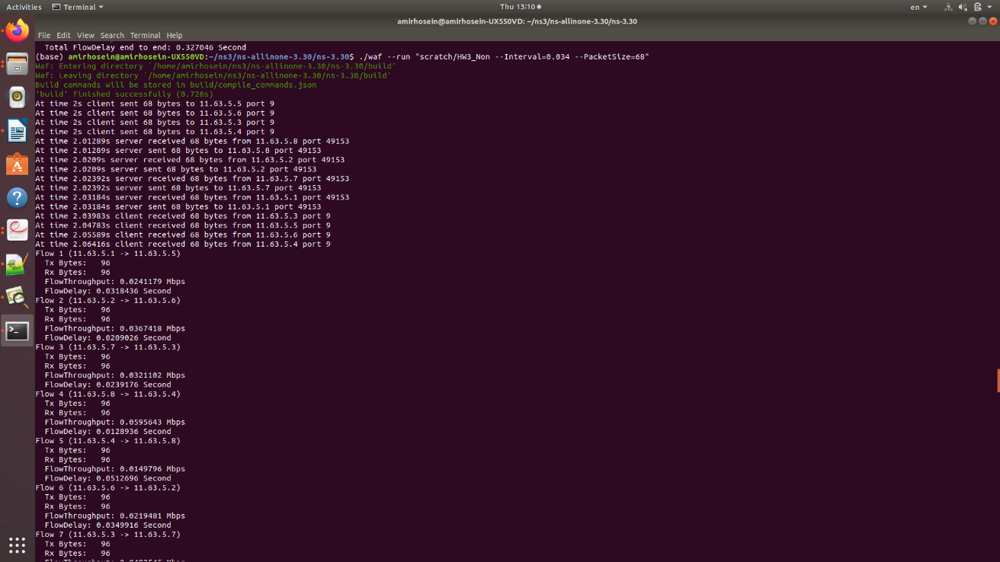 Activities Terminal Thu 13:10 en
amirhosein@amirhosein-UX550VD: ~/ns3/ns-allinone-3.30/ns-3.30
File Edit View Search Terminal Help
Total FlowDelay end to end: 0.327046 Second
(base) amirhosein@amirhosein-UX550VD:~/ns3/ns-allinone-3.30/ns-3.30$ ./waf --run "scratch/HW3_Non --Interval=0.034 --PacketSize=68"
Waf: Entering directory `/home/amirhosein/ns3/ns-allinone-3.30/ns-3.30/build'
Waf: Leaving directory `/home/amirhosein/ns3/ns-allinone-3.30/ns-3.30/build'
Build commands will be stored in build/compile_commands.json
'build' finished successfully (0.728s)
At time 2s client sent 68 bytes to 11.63.5.5 port 9
At time 2s client sent 68 bytes to 11.63.5.6 port 9
At time 2s client sent 68 bytes to 11.63.5.3 port 9
At time 2s client sent 68 bytes to 11.63.5.4 port 9
At time 2.01289s server received 68 bytes from 11.63.5.8 port 49153
At time 2.01289s server sent 68 bytes to 11.63.5.8 port 49153
At time 2.0209s server received 68 bytes from 11.63.5.2 port 49153
At time 2.0209s server sent 68 bytes to 11.63.5.2 port 49153
At time 2.02392s server received 68 bytes from 11.63.5.7 port 49153
At time 2.02392s server sent 68 bytes to 11.63.5.7 port 49153
At time 2.03184s server received 68 bytes from 11.63.5.1 port 49153
At time 2.03184s server sent 68 bytes to 11.63.5.1 port 49153
At time 2.03983s client received 68 bytes from 11.63.5.3 port 9
At time 2.04783s client received 68 bytes from 11.63.5.5 port 9
At time 2.05589s client received 68 bytes from 11.63.5.6 port 9
At time 2.06416s client received 68 bytes from 11.63.5.4 port 9
Flow 1 (11.63.5.1 -> 11.63.5.5)
Tx Bytes: 96
Rx Bytes: 96
FlowThroughput: 0.0241179 Mbps
FlowDelay: 0.0318436 Second
Flow 2 (11.63.5.2 -> 11.63.5.6)
Tx Bytes: 96
Rx Bytes: 96
FlowThroughput: 0.0367418 Mbps
FlowDelay: 0.0209026 Second
Flow 3 (11.63.5.7 -> 11.63.5.3)
Tx Bytes: 96
Rx Bytes: 96
FlowThroughput: 0.0321102 Mbps
FlowDelay: 0.0239176 Second
Flow 4 (11.63.5.8 -> 11.63.5.4)
Tx Bytes: 96
Rx Bytes: 96
FlowThroughput: 0.0595643 Mbps
FlowDelay: 0.0128936 Second
Flow 5 (11.63.5.4 -> 11.63.5.8)
Tx Bytes: 96
Rx Bytes: 96
FlowThroughput: 0.0149796 Mbps
FlowDelay: 0.0512696 Second
Flow 6 (11.63.5.6 -> 11.63.5.2)
Tx Bytes: 96
Rx Bytes: 96
FlowThroughput: 0.0219481 Mbps
FlowDelay: 0.0349916 Second
Flow 7 (11.63.5.3 -> 11.63.5.7)
Tx Bytes: 96
Rx Bytes: 96